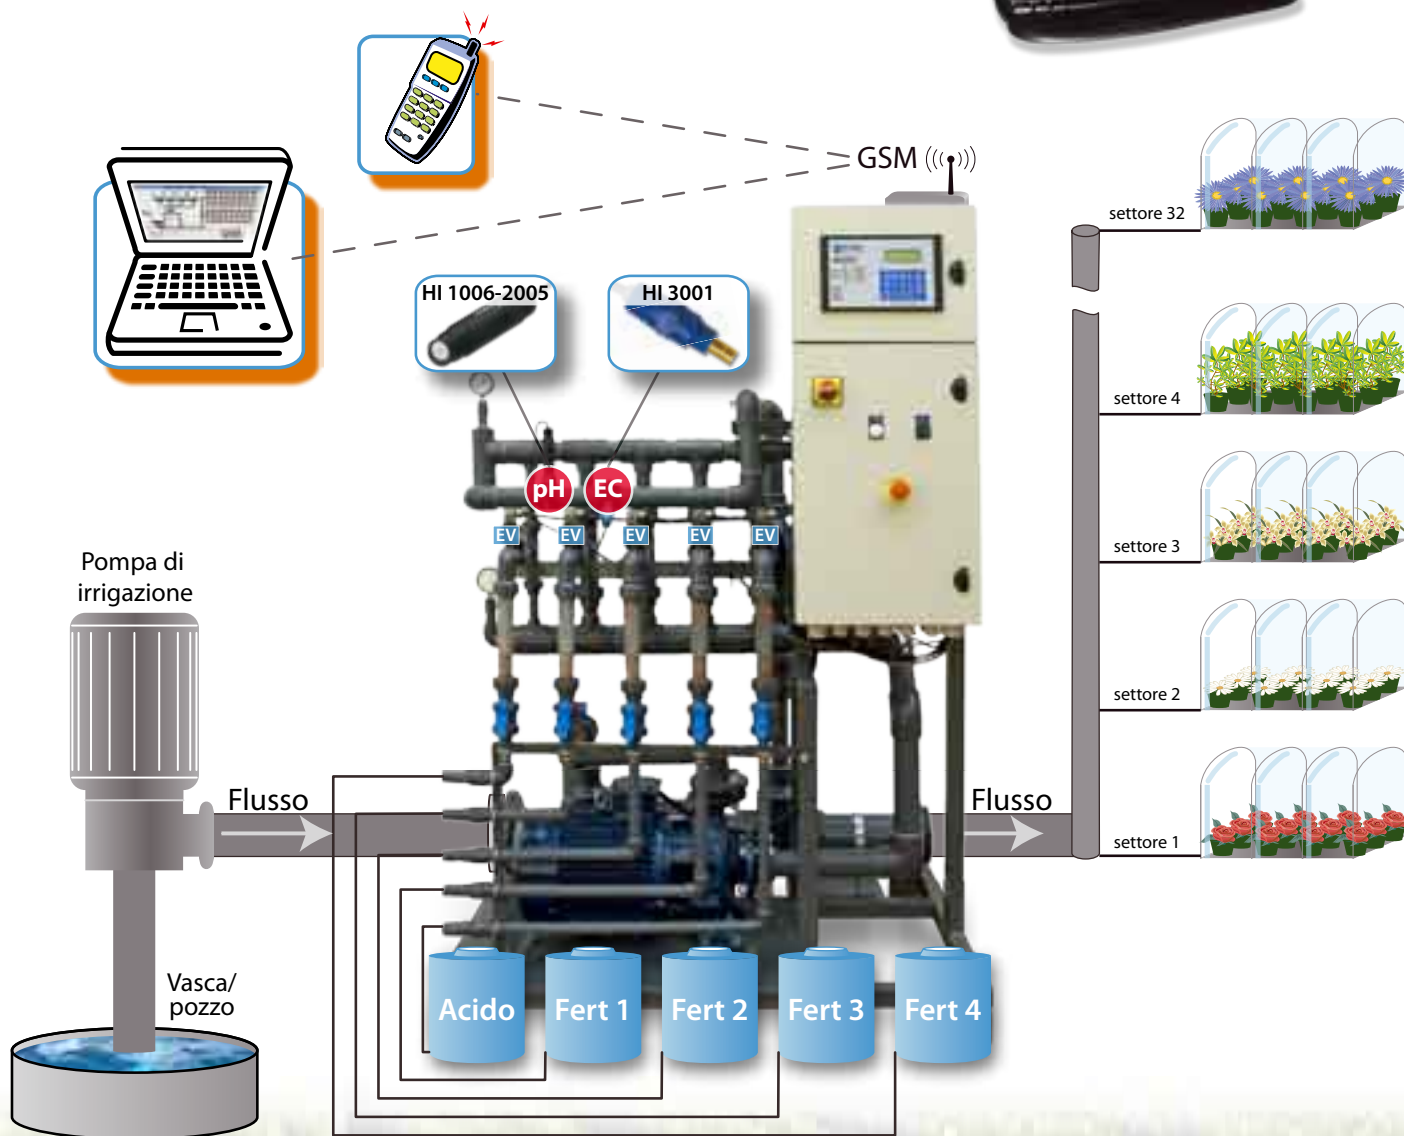 GSM
HI 1006-2005
HI 3001
settore 32
settore 4
pH
EC
EV
EV
EV
EV
EV
settore 3
Pompa di
irrigazione
settore 2
Flusso
Flusso
settore 1
Vasca/
pozzo
Acido
Fert 1
Fert 2
Fert 3
Fert 4